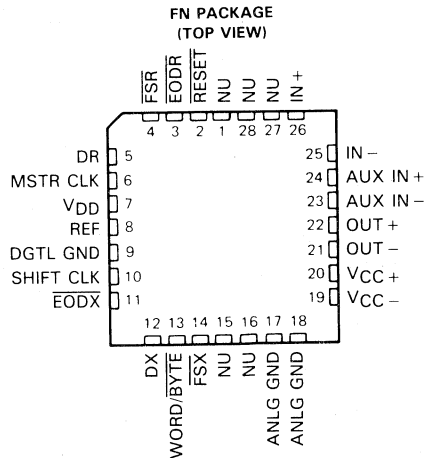 FN PACKAGE
(TOP VIEW)
FSR
EODR
RESET
NU
NU
NU
IN+
4 3 2 1 28 27 26
DR 5
MSTR CLK 6
VDD 7
REF 8
DGTL GND 9
SHIFT CLK 10
EODX 11
25 IN−
24 AUX IN+
23 AUX IN−
22 OUT+
21 OUT−
20 VCC+
19 VCC−
12 13 14 15 16 17 18
DX
WORD/BYTE
FSX
NU
NU
ANLG GND
ANLG GND